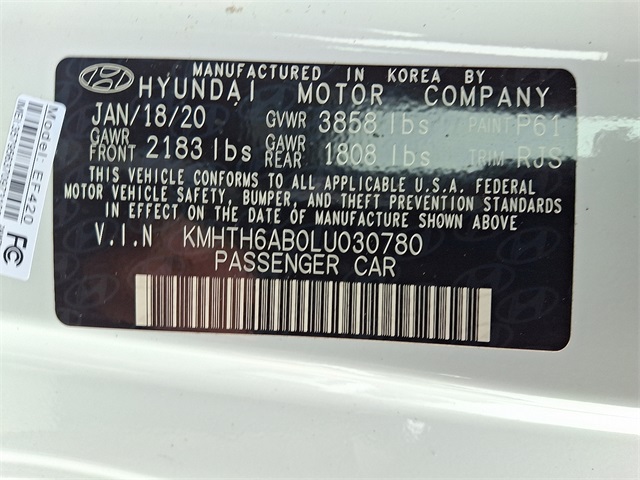 MANUFACTURED IN KOREA BY
HYUNDAI MOTOR COMPANY
JAN/18/20 GVWR 3858 lbs PAINT P61
GAWR FRONT 2183 lbs GAWR REAR 1808 lbs TRIM RJS
THIS VEHICLE CONFORMS TO ALL APPLICABLE U.S.A. FEDERAL
MOTOR VEHICLE SAFETY, BUMPER, AND THEFT PREVENTION STANDARDS
IN EFFECT ON THE DATE OF MANUFACTURE SHOWN ABOVE
V.I.N KMHTH6AB0LU030780
PASSENGER CAR
Model: EF420
FC